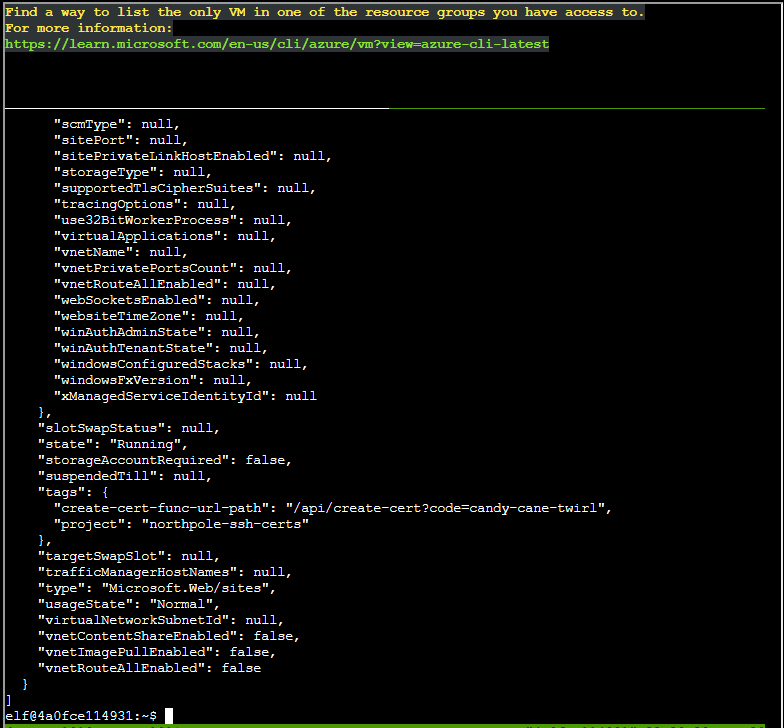 Find a way to list the only VM in one of the resource groups you have access to.
For more information:
https://learn.microsoft.com/en-us/cli/azure/vm?view=azure-cli-latest
"scmType": null,
"sitePort": null,
"sitePrivateLinkHostEnabled": null,
"storageType": null,
"supportedTlsCipherSuites": null,
"tracingOptions": null,
"use32BitWorkerProcess": null,
"virtualApplications": null,
"vnetName": null,
"vnetPrivatePortsCount": null,
"vnetRouteAllEnabled": null,
"webSocketsEnabled": null,
"websiteTimeZone": null,
"winAuthAdminState": null,
"winAuthTenantState": null,
"windowsConfiguredStacks": null,
"windowsFxVersion": null,
"xManagedServiceIdentityId": null
},
"slotSwapStatus": null,
"state": "Running",
"storageAccountRequired": false,
"suspendedTill": null,
"tags": {
"create-cert-func-url-path": "/api/create-cert?code=candy-cane-twirl",
"project": "northpole-ssh-certs"
},
"targetSwapSlot": null,
"trafficManagerHostNames": null,
"type": "Microsoft.Web/sites",
"usageState": "Normal",
"virtualNetworkSubnetId": null,
"vnetContentShareEnabled": false,
"vnetImagePullEnabled": false,
"vnetRouteAllEnabled": false
}
]
elf@4a0fce114931:~$